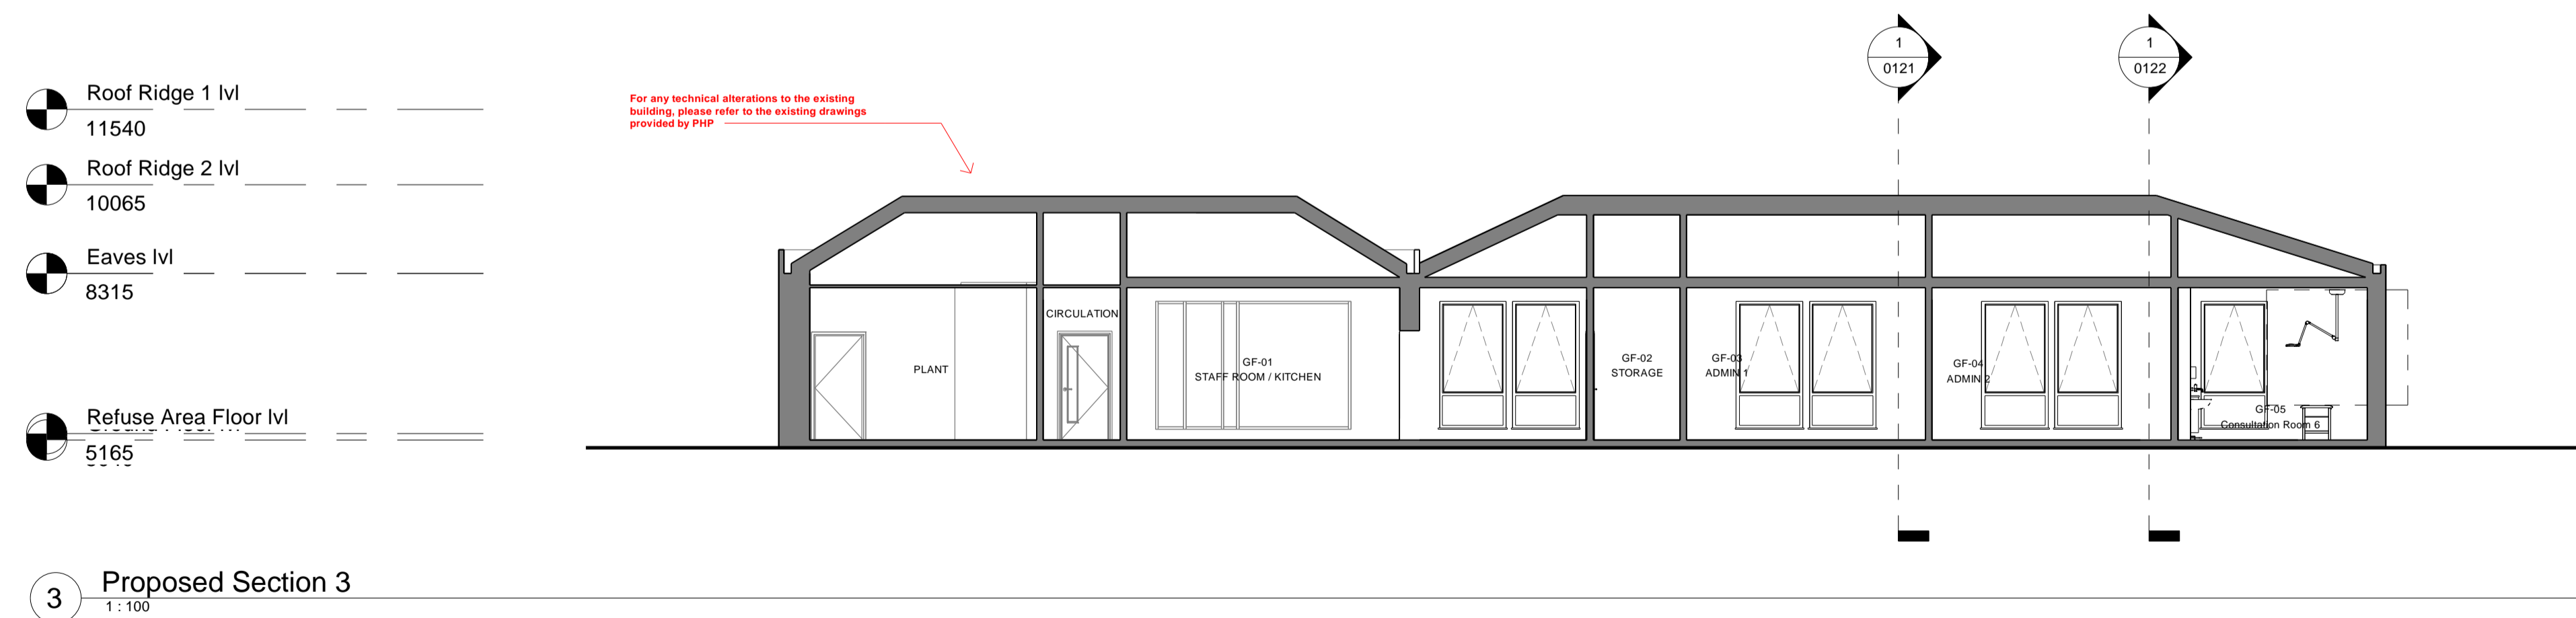 1
0121
1
0122
Roof Ridge 1 lvl
11540
For any technical alterations to the existing
building, please refer to the existing drawings
provided by PHP
Roof Ridge 2 lvl
10065
Eaves lvl
8315
CIRCULATION
PLANT
GF-01
STAFF ROOM / KITCHEN
GF-02
STORAGE
GF-03
ADMIN 1
GF-04
ADMIN 2
GF-05
Consultation Room 6
Refuse Area Floor lvl
5165
3
Proposed Section 3
1 : 100